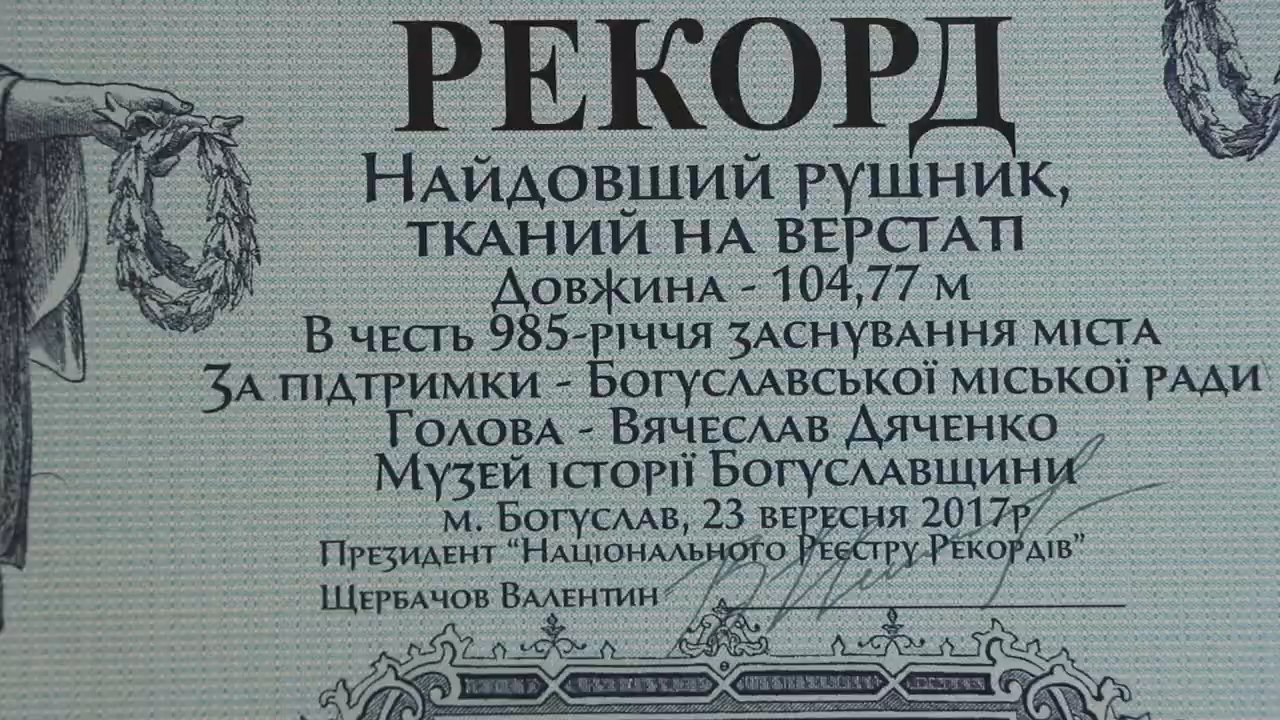 РЕКОРД
Найдовший рушник,
тканий на верстаті
Довжина - 104,77 м
В честь 985-річчя заснування міста
За підтримки - Богуславської міської ради
Голова - Вячеслав Дяченко
Музей історії Богуславщини
м. Богуслав, 23 вересня 2017р
Президент “Національного Реєстру Рекордів”
Щербачов Валентин